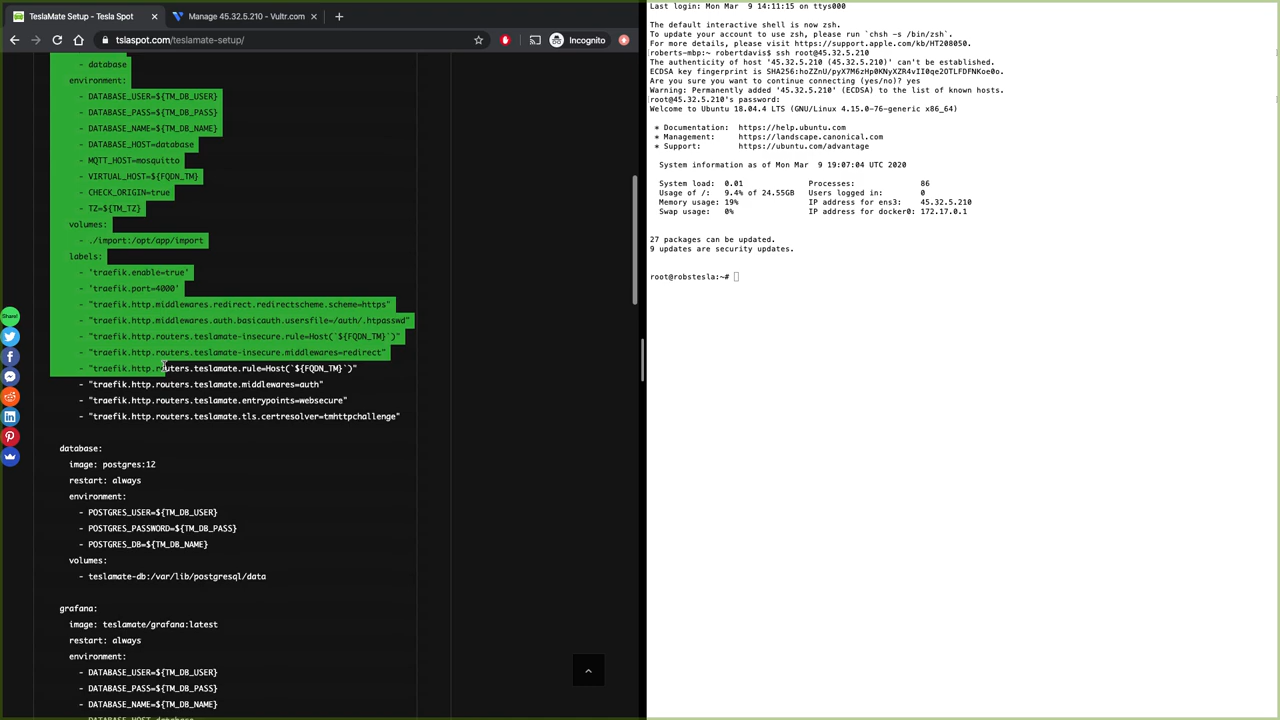 TeslaMate Setup - Tesla Spot
Manage 45.32.5.210 - Vultr.com
tslaspot.com/teslamate-setup/
Incognito
Share!
- database
environment:
- DATABASE_USER=${TM_DB_USER}
- DATABASE_PASS=${TM_DB_PASS}
- DATABASE_NAME=${TM_DB_NAME}
- DATABASE_HOST=database
- MQTT_HOST=mosquitto
- VIRTUAL_HOST=${FQDN_TM}
- CHECK_ORIGIN=true
- TZ=${TM_TZ}
volumes:
- ./import:/opt/app/import
labels:
- 'traefik.enable=true'
- 'traefik.port=4000'
- "traefik.http.middlewares.redirect.redirectscheme.scheme=https"
- "traefik.http.middlewares.auth.basicauth.usersfile=/auth/.htpasswd"
- "traefik.http.routers.teslamate-insecure.rule=Host(`${FQDN_TM}`)"
- "traefik.http.routers.teslamate-insecure.middlewares=redirect"
- "traefik.http.routers.teslamate.rule=Host(`${FQDN_TM}`)"
- "traefik.http.routers.teslamate.middlewares=auth"
- "traefik.http.routers.teslamate.entrypoints=websecure"
- "traefik.http.routers.teslamate.tls.certresolver=tmhttpchallenge"
database:
image: postgres:12
restart: always
environment:
- POSTGRES_USER=${TM_DB_USER}
- POSTGRES_PASSWORD=${TM_DB_PASS}
- POSTGRES_DB=${TM_DB_NAME}
volumes:
- teslamate-db:/var/lib/postgresql/data
grafana:
image: teslamate/grafana:latest
restart: always
environment:
- DATABASE_USER=${TM_DB_USER}
- DATABASE_PASS=${TM_DB_PASS}
- DATABASE_NAME=${TM_DB_NAME}
- DATABASE_HOST=database
Last login: Mon Mar  9 14:11:15 on ttys000
The default interactive shell is now zsh.
To update your account to use zsh, please run `chsh -s /bin/zsh`.
For more details, please visit https://support.apple.com/kb/HT208050.
roberts-mbp:~ robertdavis$ ssh root@45.32.5.210
The authenticity of host '45.32.5.210 (45.32.5.210)' can't be established.
ECDSA key fingerprint is SHA256:hoZZnU/pyX7M6zHp0KNyXZR4vII0qe2OTLFDFNKoe0o.
Are you sure you want to continue connecting (yes/no)? yes
Warning: Permanently added '45.32.5.210' (ECDSA) to the list of known hosts.
root@45.32.5.210's password:
Welcome to Ubuntu 18.04.4 LTS (GNU/Linux 4.15.0-76-generic x86_64)
* Documentation:  https://help.ubuntu.com
* Management:     https://landscape.canonical.com
* Support:        https://ubuntu.com/advantage
System information as of Mon Mar  9 19:07:04 UTC 2020
System load:  0.01               Processes:              86
Usage of /:   9.4% of 24.55GB    Users logged in:        0
Memory usage: 19%                IP address for ens3:    45.32.5.210
Swap usage:   0%                 IP address for docker0: 172.17.0.1
27 packages can be updated.
9 updates are security updates.
root@robstesla:~#